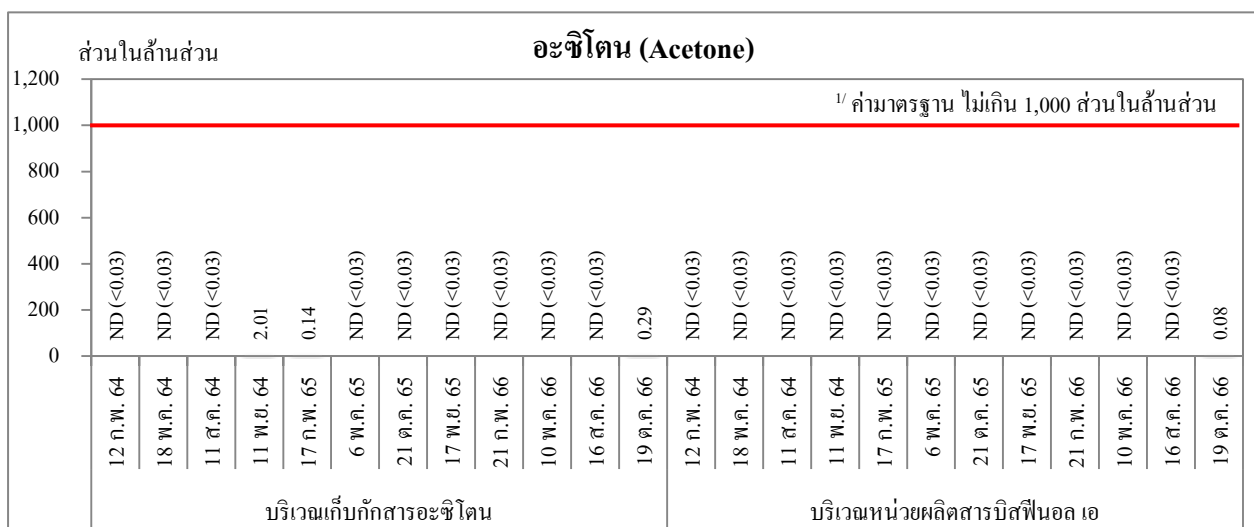 อะซิโตน (Acetone)
ส่วนในล้านส่วน
1,200
1/ ค่ามาตรฐาน ไม่เกิน 1,000 ส่วนในล้านส่วน
1,000
800
600
400
200
0
ND (<0.03)
ND (<0.03)
ND (<0.03)
2.01
0.14
ND (<0.03)
ND (<0.03)
ND (<0.03)
ND (<0.03)
ND (<0.03)
ND (<0.03)
0.29
ND (<0.03)
ND (<0.03)
ND (<0.03)
ND (<0.03)
ND (<0.03)
ND (<0.03)
ND (<0.03)
ND (<0.03)
ND (<0.03)
ND (<0.03)
ND (<0.03)
0.08
12 ก.พ. 64
18 พ.ค. 64
11 ส.ค. 64
11 พ.ย. 64
17 ก.พ. 65
6 พ.ค. 65
21 ต.ค. 65
17 พ.ย. 65
21 ก.พ. 66
10 พ.ค. 66
16 ส.ค. 66
19 ต.ค. 66
12 ก.พ. 64
18 พ.ค. 64
11 ส.ค. 64
11 พ.ย. 64
17 ก.พ. 65
6 พ.ค. 65
21 ต.ค. 65
17 พ.ย. 65
21 ก.พ. 66
10 พ.ค. 66
16 ส.ค. 66
19 ต.ค. 66
บริเวณเก็บกักสารอะซิโตน
บริเวณหน่วยผลิตสารบิสฟีนอล เอ